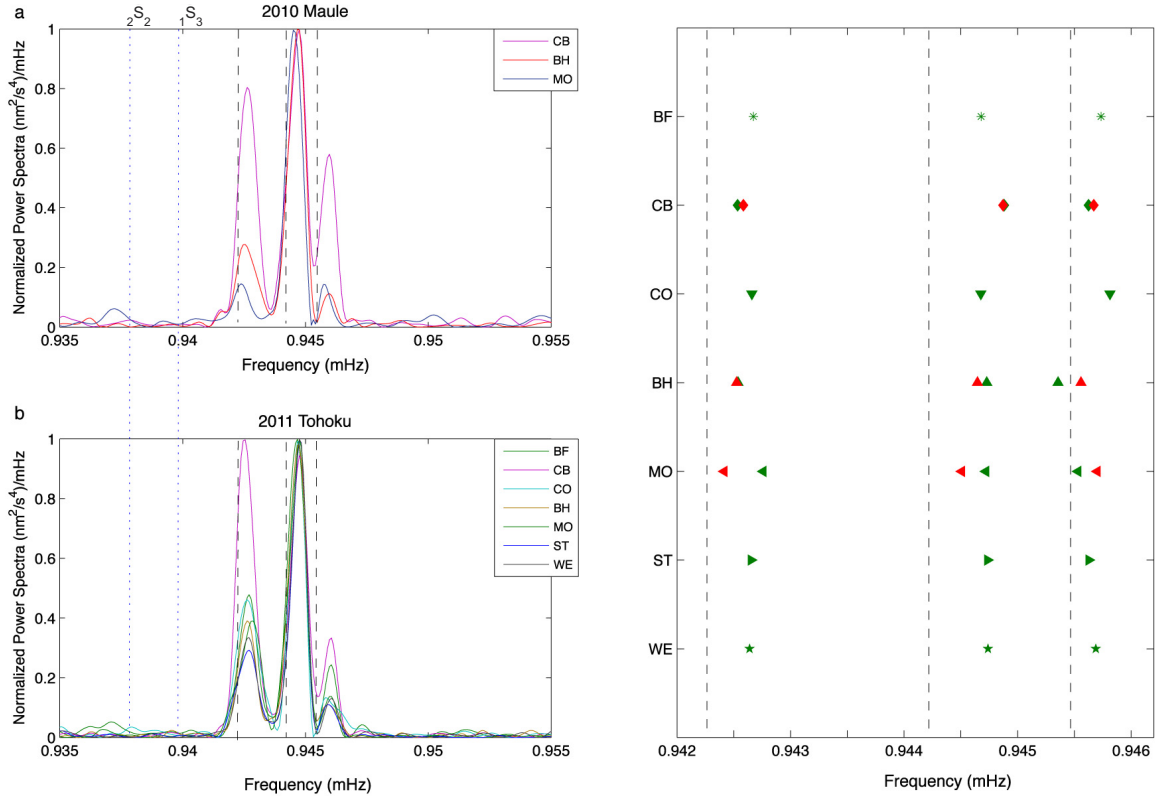 a
2S2
1S3
2010 Maule
Normalized Power Spectra (nm2/s4)/mHz
1
0.8
0.6
0.4
0.2
0
0.935
0.94
0.945
0.95
0.955
Frequency (mHz)
CB
BH
MO
b
2011 Tohoku
Normalized Power Spectra (nm2/s4)/mHz
1
0.8
0.6
0.4
0.2
0
0.935
0.94
0.945
0.95
0.955
Frequency (mHz)
BF
CB
CO
BH
MO
ST
WE
BF
CB
CO
BH
MO
ST
WE
0.942
0.943
0.944
0.945
0.946
Frequency (mHz)